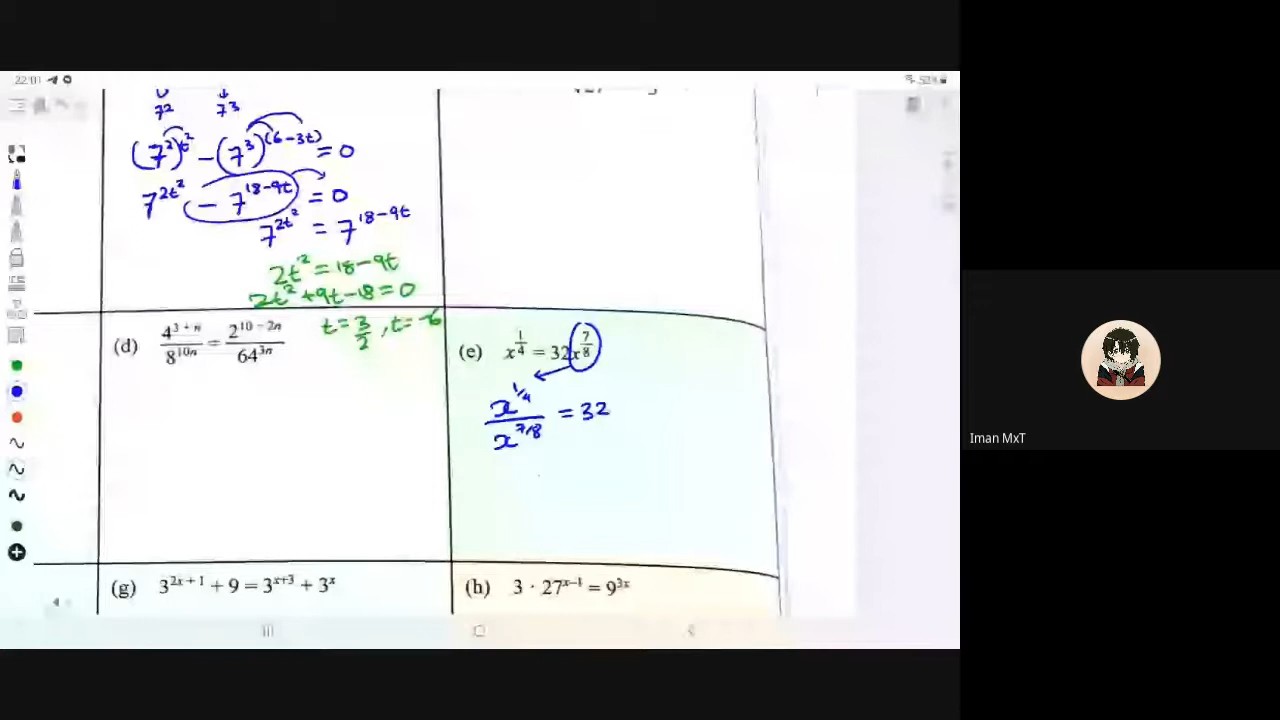 22:01
52%
7² 7³
(7²)^t² − (7³)^(6−3t) = 0
7^2t² − 7^18−9t = 0
7^2t² = 7^18−9t
2t² = 18−9t
2t² + 9t − 18 = 0
t = 3/2 , t = −6
(d) 4^3 + n / 8^10n = 2^10 − 2n / 64^3n
(e) x^1/4 = 32x^7/8
x^1/4 / x^7/8 = 32
(g) 3^2x + 1 + 9 = 3^x+3 + 3^x
(h) 3 · 27^x−1 = 9^3x
Iman MxT